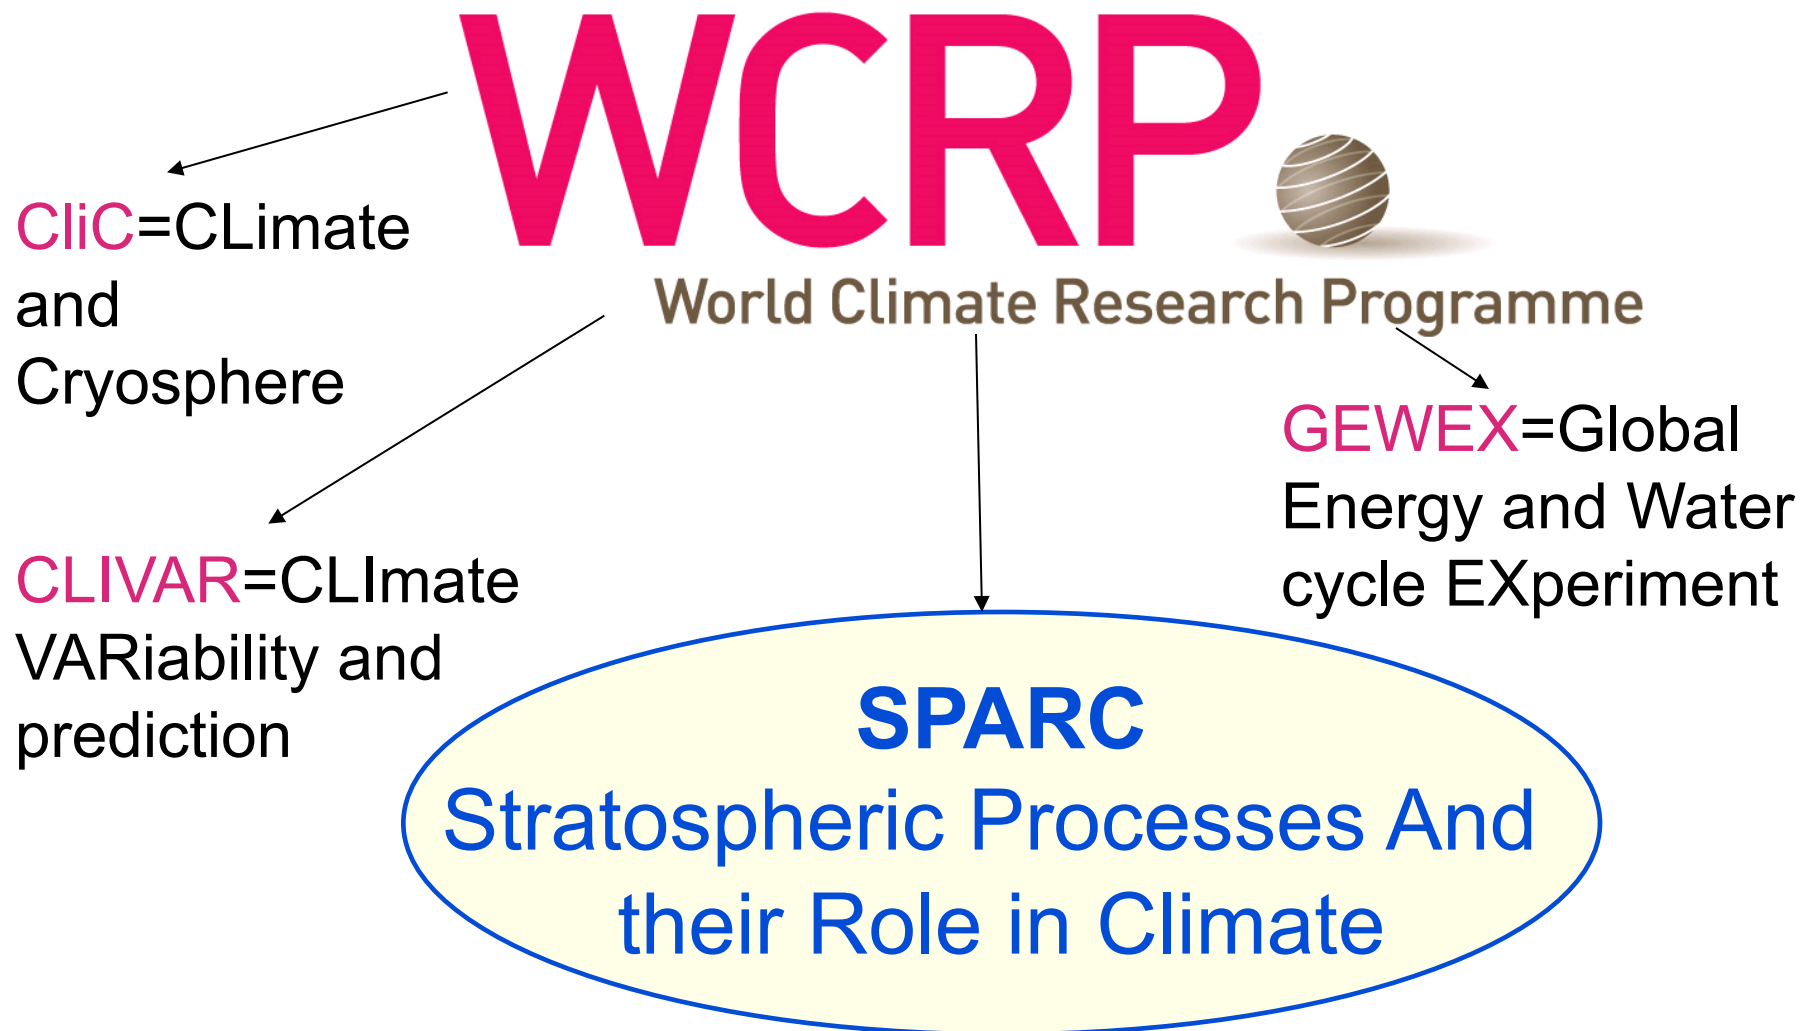 WCRP
World Climate Research Programme
CliC=CLimate
and
Cryosphere
CLIVAR=CLImate
VARiability and
prediction
GEWEX=Global
Energy and Water
cycle EXperiment
SPARC
Stratospheric Processes And
their Role in Climate